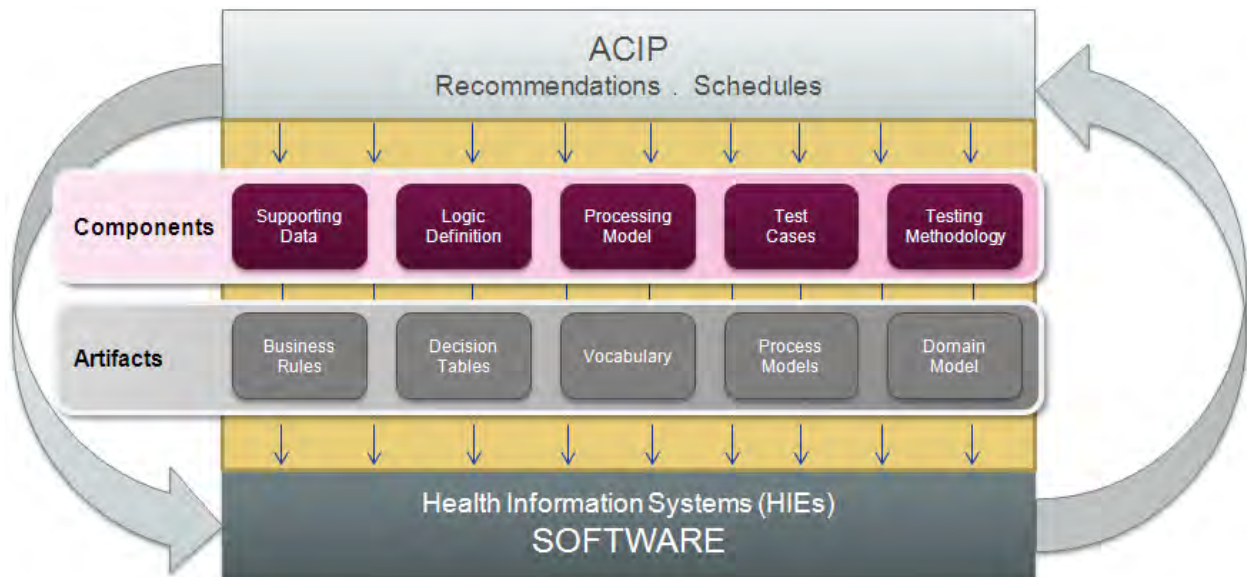 ACIP
Recommendations . Schedules
Components
Supporting
Data
Logic
Definition
Processing
Model
Test
Cases
Testing
Methodology
Artifacts
Business
Rules
Decision
Tables
Vocabulary
Process
Models
Domain
Model
Health Information Systems (HIEs)
SOFTWARE